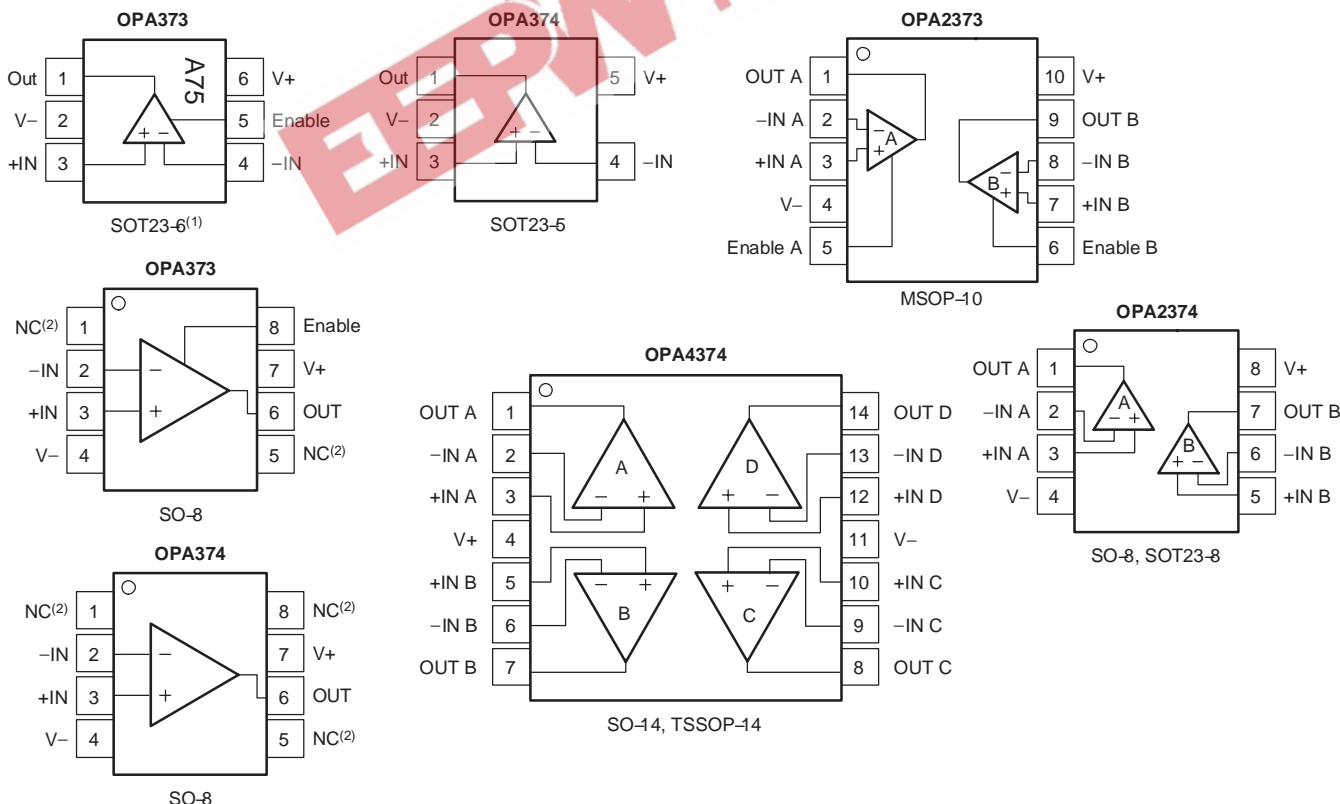 OPA373
Out 1
V– 2
+IN 3
A75
6 V+
5 Enable
4 –IN
SOT23-6(1)
OPA374
Out 1
V– 2
+IN 3
+ –
5 V+
4 –IN
SOT23-5
OPA2373
OUT A 1
–IN A 2
+IN A 3
V– 4
Enable A 5
– A
+
B –
+
10 V+
9 OUT B
8 –IN B
7 +IN B
6 Enable B
MSOP–10
OPA373
NC(2) 1
–IN 2
+IN 3
V– 4
–
+
8 Enable
7 V+
6 OUT
5 NC(2)
SO-8
OPA374
NC(2) 1
–IN 2
+IN 3
V– 4
–
+
8 NC(2)
7 V+
6 OUT
5 NC(2)
SO-8
OPA4374
OUT A 1
–IN A 2
+IN A 3
V+ 4
+IN B 5
–IN B 6
OUT B 7
A
– +
D
+ –
– +
B
+ –
C
14 OUT D
13 –IN D
12 +IN D
11 V–
10 +IN C
9 –IN C
8 OUT C
SO–14, TSSOP–14
OPA2374
OUT A 1
–IN A 2
+IN A 3
V– 4
A
– +
B
+ –
8 V+
7 OUT B
6 –IN B
5 +IN B
SO–8, SOT23–8